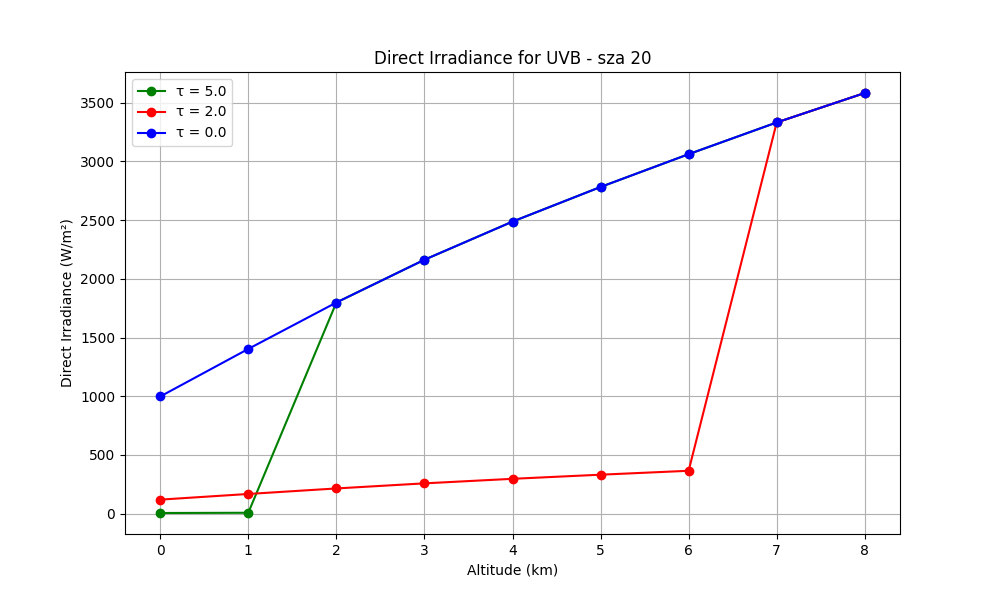 Direct Irradiance for UVB - sza 20
τ = 5.0
τ = 2.0
τ = 0.0
Direct Irradiance (W/m²)
3500
3000
2500
2000
1500
1000
500
0
0 1 2 3 4 5 6 7 8
Altitude (km)